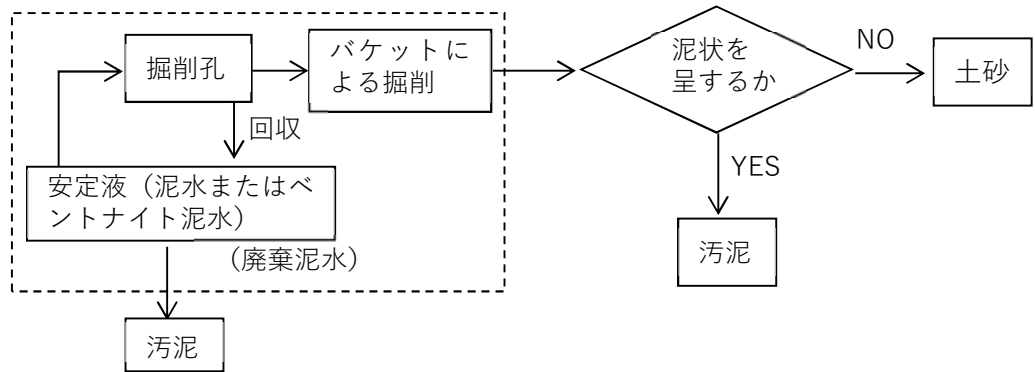 掘削孔
バケットに
よる掘削
泥状を
呈するか
NO
土砂
回収
YES
安定液（泥水またはベ
ントナイト泥水）
（廃棄泥水）
汚泥
汚泥